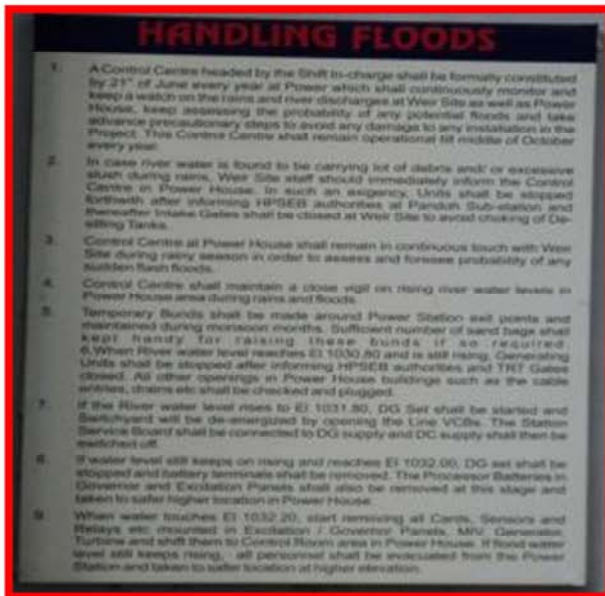 HANDLING FLOODS
1. A Control Centre headed by the Shift In-charge shall be formally constituted
by 21st of June every year at Power which shall continuously monitor and
keep a watch on the rains and river discharges at Weir Site as well as Power
House, keep assessing the probability of any potential floods and take
advance precautionary steps to avoid any damage to any installation in the
Project. This Control Centre shall remain operational till middle of October
every year.
2. In case river water is found to be carrying lot of debris and/ or excessive
slush during rains, Weir Site staff should immediately inform the Control
Centre in Power House. In such an exigency, Units shall be stopped
forthwith after informing HPSEB authorities at Pandoh Sub-station and
thereafter Intake Gates shall be closed at Weir Site to avoid choking of De-
silting Tanks.
3. Control Centre at Power House shall remain in continuous touch with Weir
Site during rainy season in order to assess and foresee probability of any
sudden flash floods.
4. Control Centre shall maintain a close vigil on rising river water levels in
Power House area during rains and floods.
5. Temporary Bunds shall be made around Power Station exit points and
maintained during monsoon months. Sufficient number of sand bags shall
kept handy for raising these bunds if so required.
6.When River water level reaches El 1030.80 and is still rising, Generating
Units shall be stopped after informing HPSEB authorities and TRT Gates
closed. All other openings in Power House buildings such as the cable
entries, drains etc shall be checked and plugged.
7. If the River water level rises to El 1031.80, DG Set shall be started and
Switchyard will be de-energized by opening the Line VCBs. The Station
Service Board shall be connected to DG supply and DC supply shall then be
switched off.
8. If water level still keeps on rising and reaches El 1032.00, DG set shall be
stopped and battery terminals shall be removed. The Processor Batteries in
Governor and Excitation Panels shall also be removed at this stage and
taken to safer higher location in Power House.
9. When water touches El 1032.20, start removing all Cards, Sensors and
Relays etc mounted in Excitation / Governor Panels, MIV, Generator,
Turbine and shift them to Control Room area in Power House. If flood water
level still keeps rising, all personnel shall be evacuated from the Power
Station and taken to safer location at higher elevation.